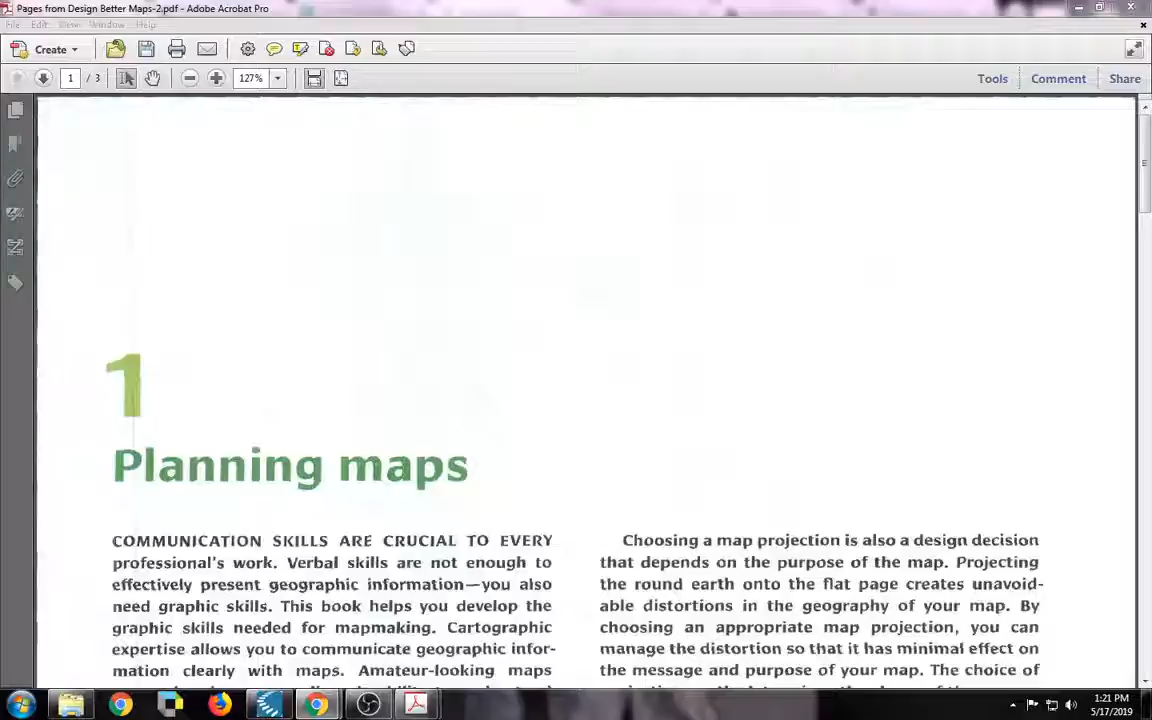 Pages from Design Better Maps-2.pdf - Adobe Acrobat Pro
File Edit View Window Help
Create
1 / 3 127% Tools Comment Share
1
Planning maps
COMMUNICATION SKILLS ARE CRUCIAL TO EVERY
professional's work. Verbal skills are not enough to
effectively present geographic information—you also
need graphic skills. This book helps you develop the
graphic skills needed for mapmaking. Cartographic
expertise allows you to communicate geographic infor-
mation clearly with maps. Amateur-looking maps
Choosing a map projection is also a design decision
that depends on the purpose of the map. Projecting
the round earth onto the flat page creates unavoid-
able distortions in the geography of your map. By
choosing an appropriate map projection, you can
manage the distortion so that it has minimal effect on
the message and purpose of your map. The choice of
1:21 PM
5/17/2019